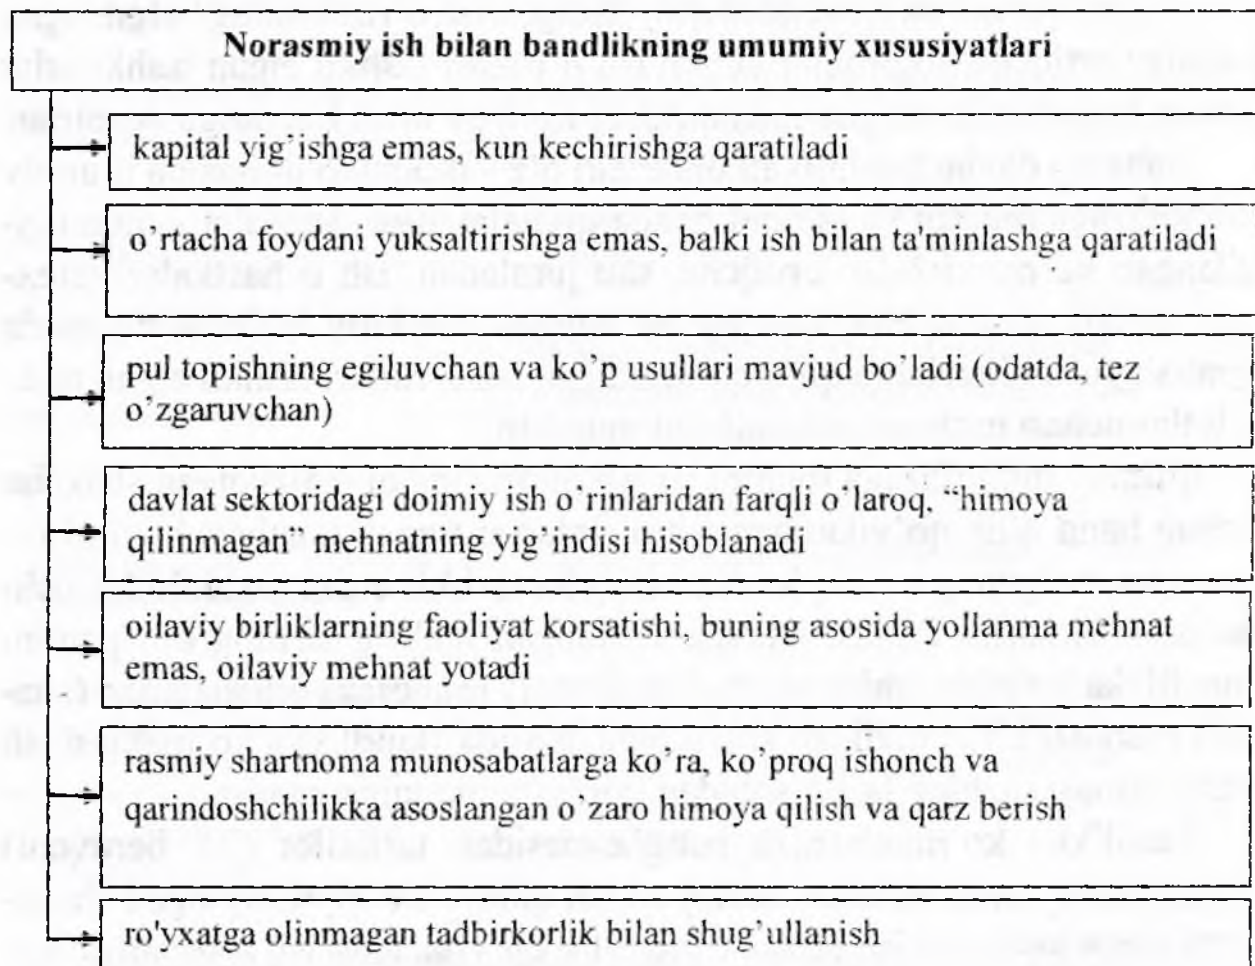 Norasmiy ish bilan bandlikning umumiy xususiyatlari
kapital yig’ishga emas, kun kechirishga qaratiladi
o’rtacha foydani yuksaltirishga emas, balki ish bilan ta'minlashga qaratiladi
pul topishning egiluvchan va ko’p usullari mavjud bo’ladi (odatda, tez
o’zgaruvchan)
davlat sektoridagi doimiy ish o’rinlaridan farqli o’laroq, “himoya
qilinmagan” mehnatning yig’indisi hisoblanadi
oilaviy birliklarning faoliyat korsatishi, buning asosida yollanma mehnat
emas, oilaviy mehnat yotadi
rasmiy shartnoma munosabatlarga ko’ra, ko’proq ishonch va
qarindoshchilikka asoslangan o’zaro himoya qilish va qarz berish
ro'yxatga olinmagan tadbirkorlik bilan shug’ullanish